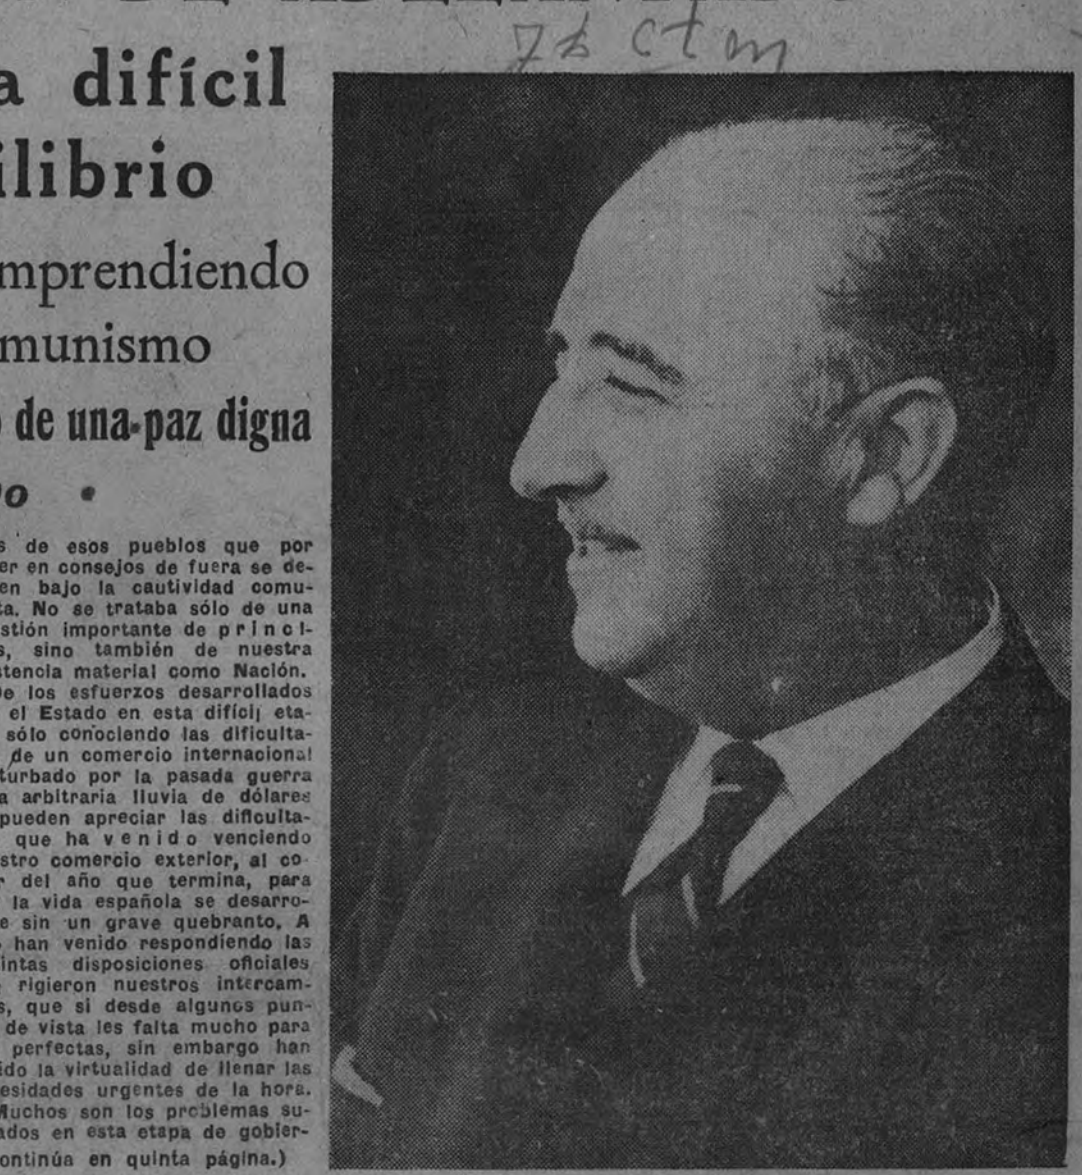 a difícil
ilibrio
mprendiendo
munismo
de una paz digna
s de esos pueblos que por
er en consejos de fuera se de-
en bajo la cautividad comu-
ta. No se trataba sólo de una
stión importante de princi-
s, sino también de nuestra
stencia material como Nación.
De los esfuerzos desarrollados
el Estado en esta difícil eta-
sólo conociendo las dificulta-
de un comercio internacional
turbado por la pasada guerra
a arbitraria lluvia de dólares
pueden apreciar las dificulta-
que ha venido venciendo
stro comercio exterior, al co-
r del año que termina, para
la vida española se desarro-
e sin un grave quebranto. A
han venido respondiendo las
intas disposiciones oficiales
rigieron nuestros intercam-
s, que si desde algunos pun-
de vista les falta mucho para
perfectas, sin embargo han
ido la virtualidad de llenar las
esidades urgentes de la hora.
Muchos son los problemas su-
ados en esta etapa de gobier-
ontinúa en quinta página.)